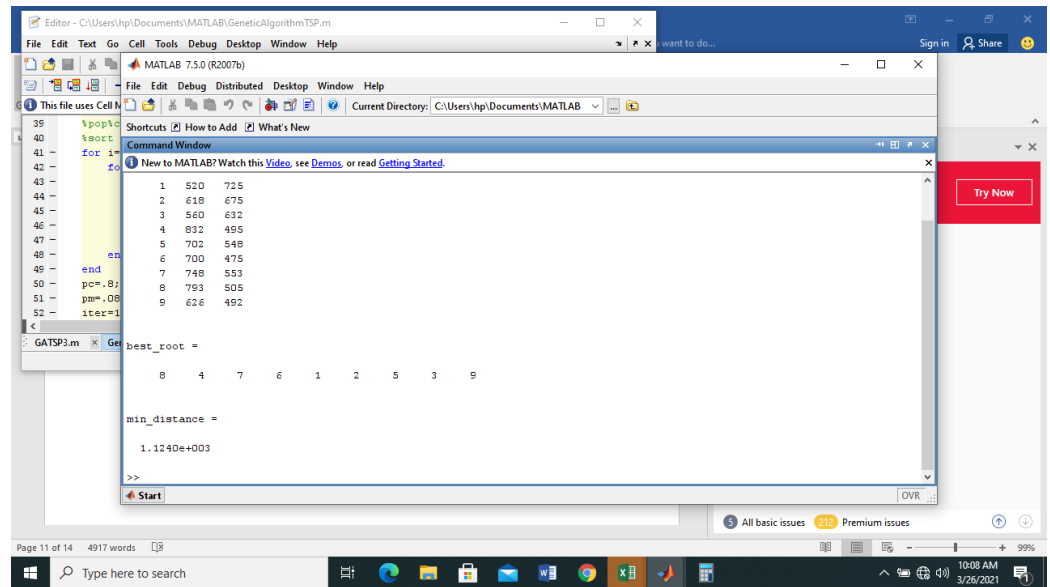 Editor - C:\Users\hp\Documents\MATLAB\GeneticAlgorithmTSP.m
want to do...
Sign in Share
File Edit Text Go Cell Tools Debug Desktop Window Help
MATLAB 7.5.0 (R2007b)
File Edit Debug Distributed Desktop Window Help
This file uses Cell
Current Directory: C:\Users\hp\Documents\MATLAB
Shortcuts How to Add What's New
Command Window
New to MATLAB? Watch this Video, see Demos, or read Getting Started.
39 %pop%c
40 %sort
41 - for i=
42 - fo
43 -
44 -
45 -
46 -
47 -
48 - en
49 - end
50 - pc=.8;
51 - pm=.08
52 - iter=1
GATSP3.m Ge
1 520 725
2 618 675
3 560 632
4 832 495
5 702 548
6 700 475
7 748 553
8 793 505
9 626 492
best_root =
8 4 7 6 1 2 5 3 9
min_distance =
1.1240e+003
>>
Start
OVR
Try Now
5 All basic issues 212 Premium issues
Page 11 of 14 4917 words
99%
Type here to search
10:08 AM
3/26/2021
1